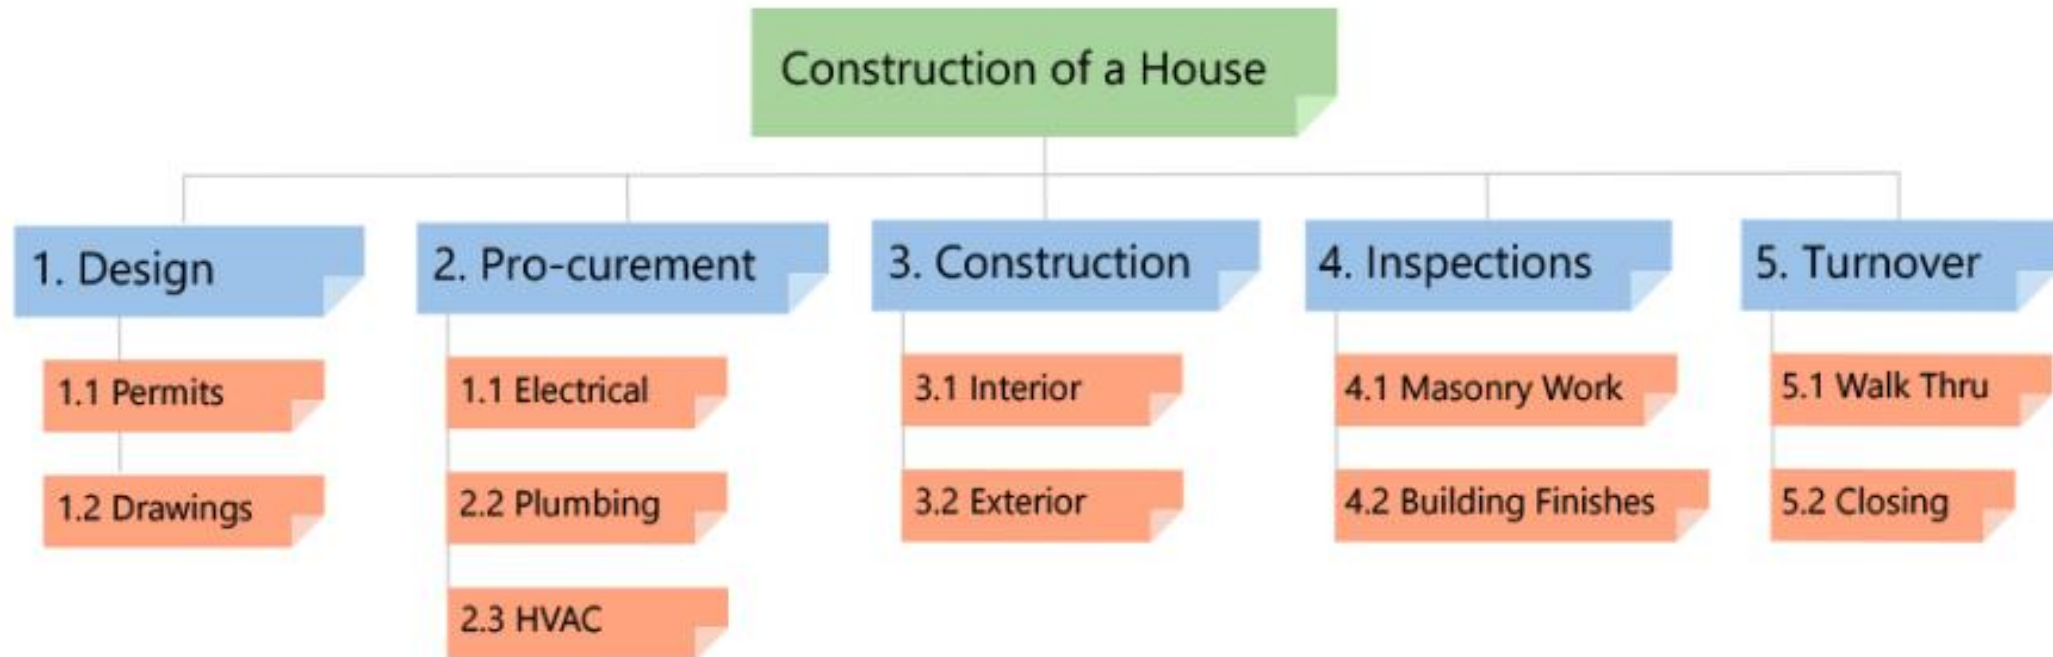 Construction of a House
1. Design
1.1 Permits
1.2 Drawings
2. Pro-curement
1.1 Electrical
2.2 Plumbing
2.3 HVAC
3. Construction
3.1 Interior
3.2 Exterior
4. Inspections
4.1 Masonry Work
4.2 Building Finishes
5. Turnover
5.1 Walk Thru
5.2 Closing